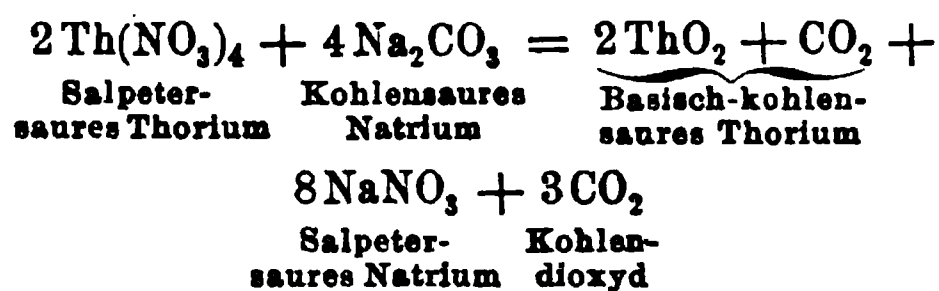 2 Th(NO₃)₄ + 4 Na₂CO₃ = 2 ThO₂ + CO₂ +
Salpeter- Kohlensaures Basisch-kohlen-
saures Thorium Natrium saures Thorium
8 NaNO₃ + 3 CO₂
Salpeter- Kohlen-
saures Natrium dioxyd